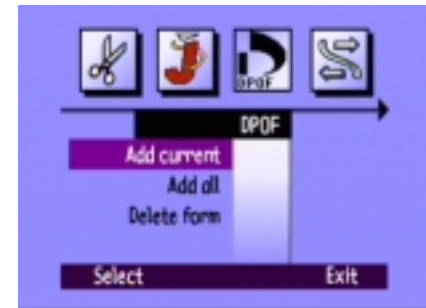 DPOF
DPOF
Add current
Add all
Delete form
Select Exit